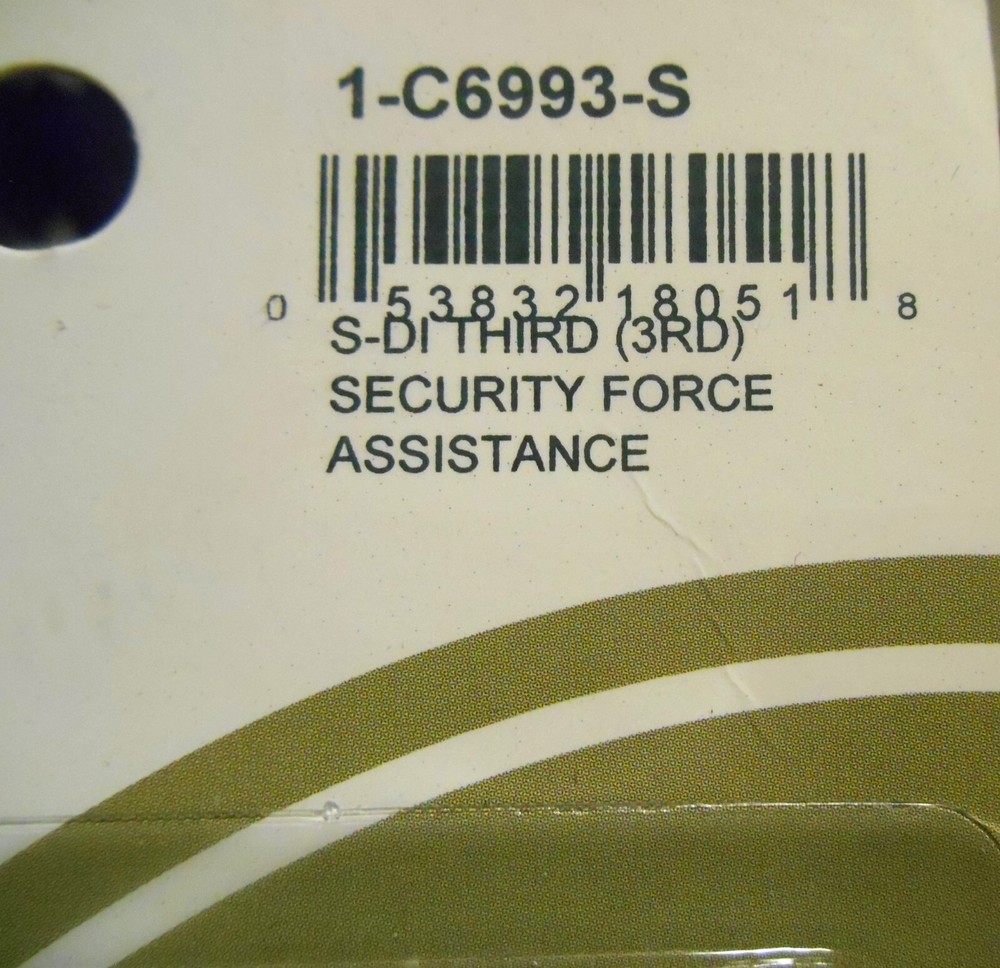 1-C6993-S
0 53832 18051 8
S-DI THIRD (3RD)
SECURITY FORCE
ASSISTANCE